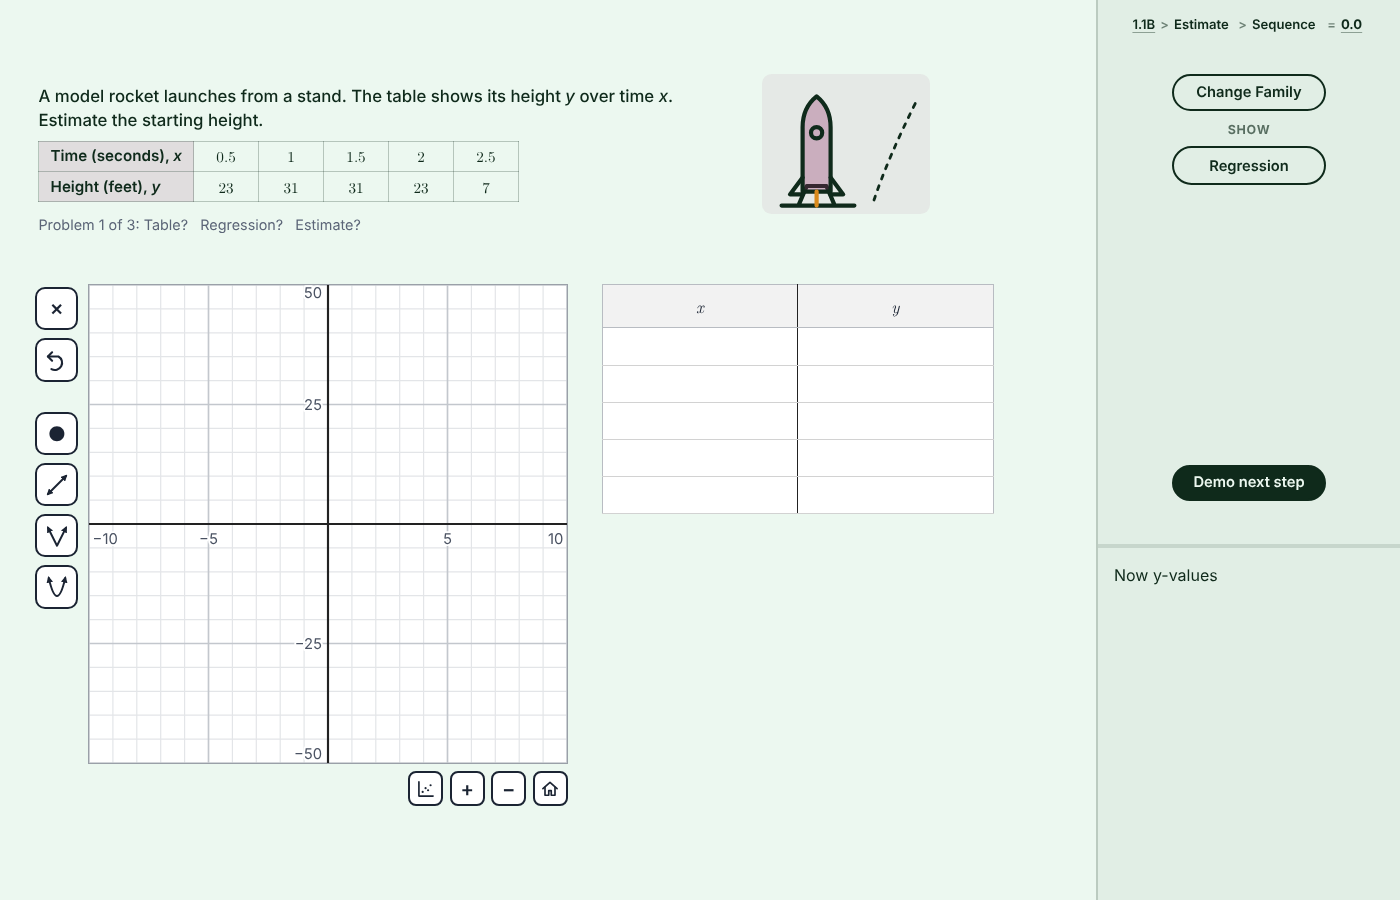 1.1B > Estimate > Sequence = 0.0
A model rocket launches from a stand. The table shows its height y over time x.
Estimate the starting height.
Time (seconds), x 0.5 1 1.5 2 2.5
Height (feet), y 23 31 31 23 7
Problem 1 of 3: Table? Regression? Estimate?
Change Family
SHOW
Regression
50
25
−10 −5 5 10
−25
−50
x y
Demo next step
Now y-values